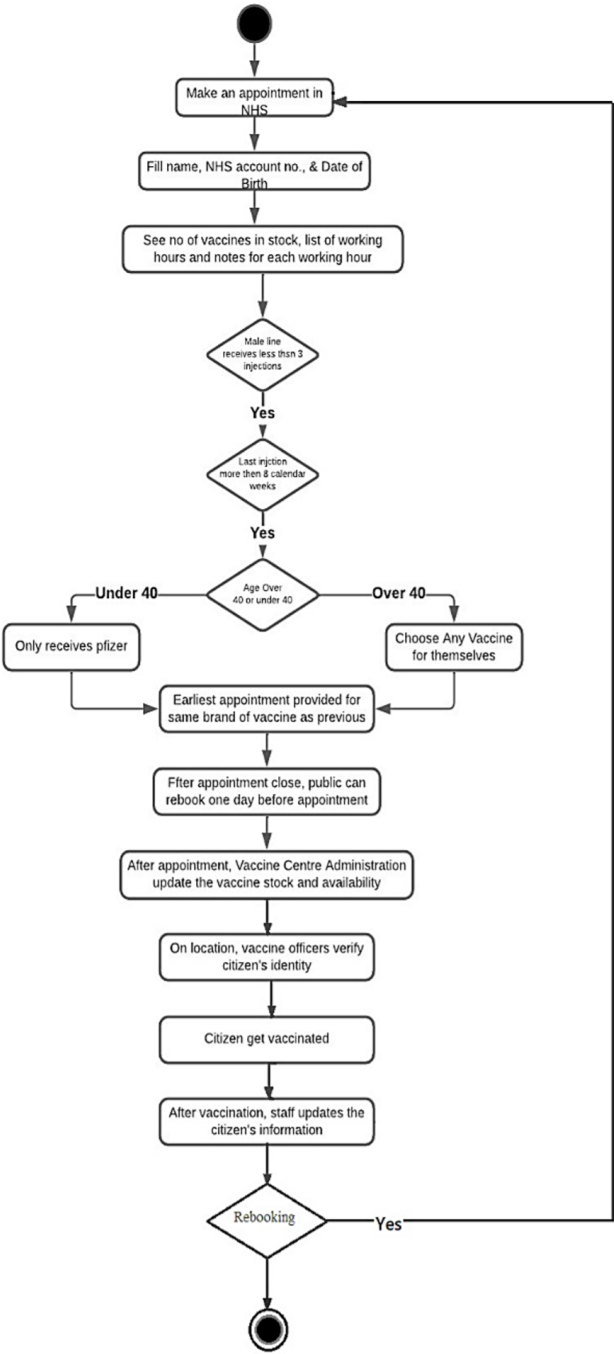 Make an appointment in
NHS
Fill name, NHS account no., & Date of
Birth
See no of vaccines in stock, list of working
hours and notes for each working hour
Male line
receives less thsn 3
injections
Yes
Last injction
more then 8 calendar
weeks
Yes
Age Over
40 or under 40
Under 40
Over 40
Only receives pfizer
Choose Any Vaccine
for themselves
Earliest appointment provided for
same brand of vaccine as previous
Ffter appointment close, public can
rebook one day before appointment
After appointment, Vaccine Centre Administration
update the vaccine stock and availability
On location, vaccine officers verify
citizen's identity
Citizen get vaccinated
After vaccination, staff updates the
citizen's information
Rebooking
Yes